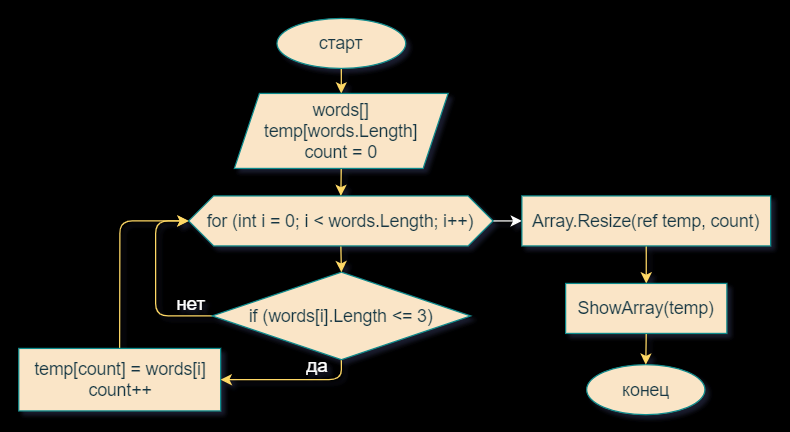 старт
words[]
temp[words.Length]
count = 0
for (int i = 0; i < words.Length; i++)
Array.Resize(ref temp, count)
нет
if (words[i].Length <= 3)
ShowArray(temp)
да
temp[count] = words[i]
count++
конец